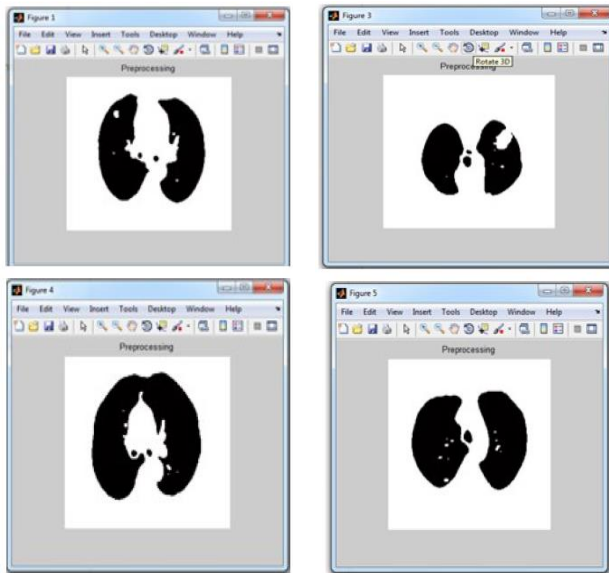 Figure 1
File Edit View Insert Tools Desktop Window Help
Preprocessing
Figure 3
File Edit View Insert Tools Desktop Window Help
Rotate 3D
Figure 4
File Edit View Insert Tools Desktop Window Help
Preprocessing
Figure 5
File Edit View Insert Tools Desktop Window Help
Preprocessing